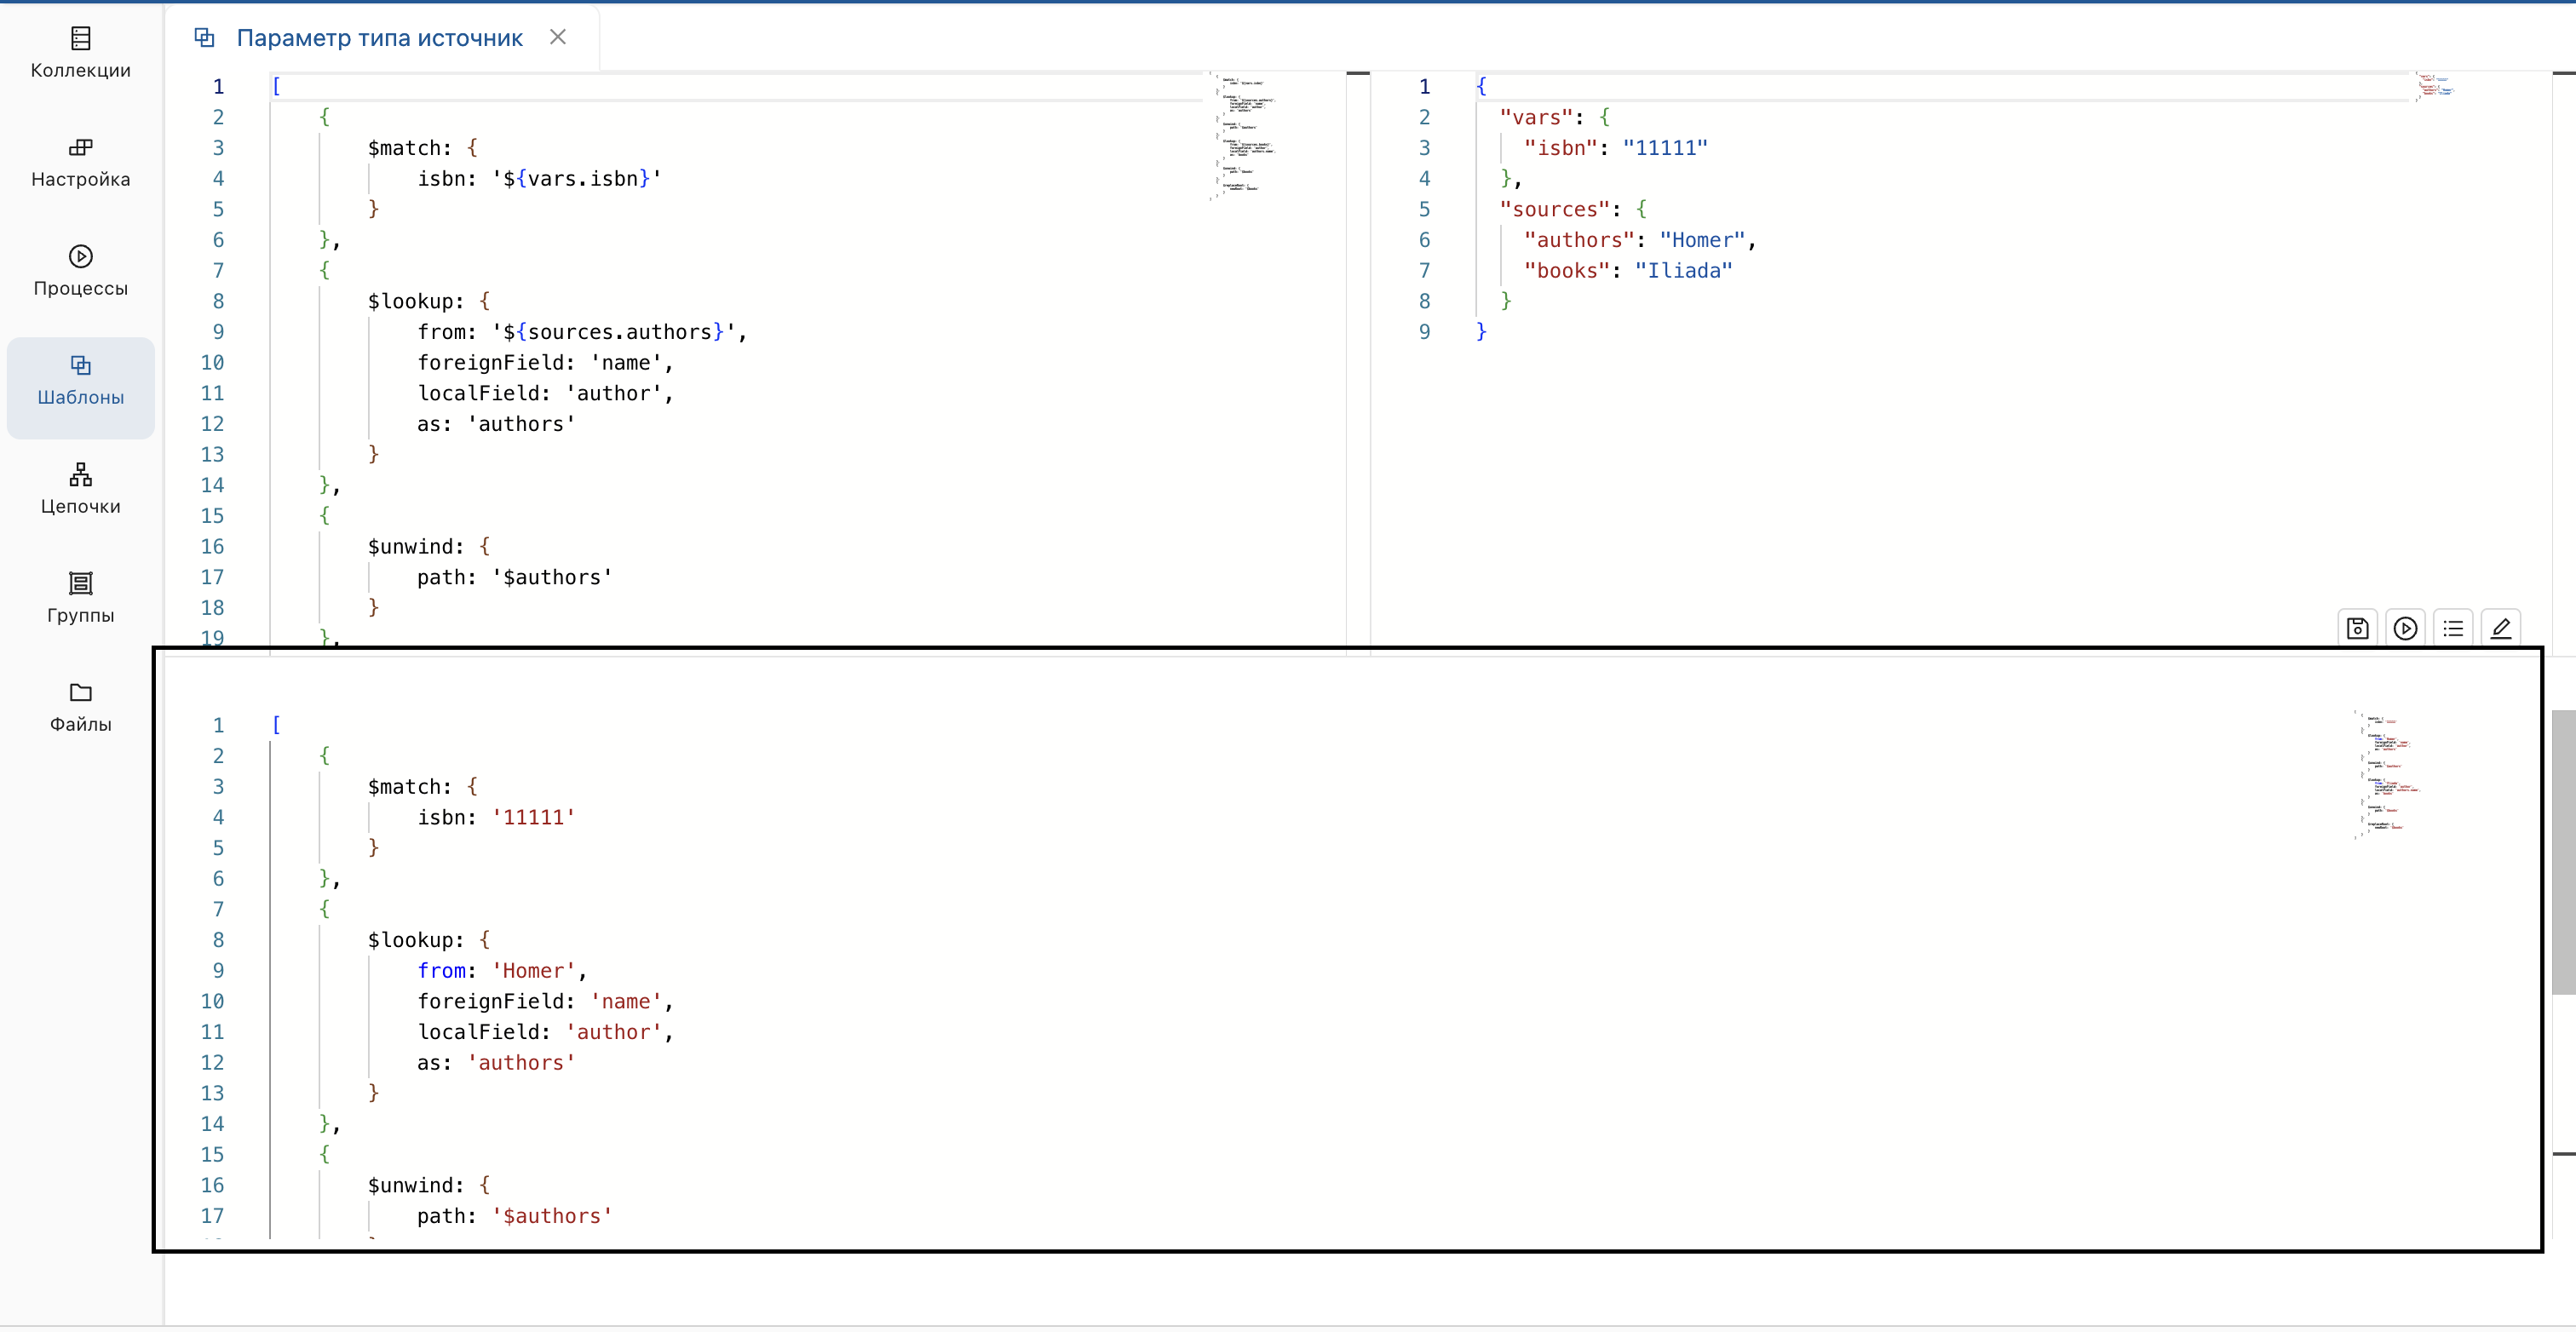 Коллекции
Настройка
Процессы
Шаблоны
Цепочки
Группы
Файлы
Параметр типа источник
1 [
2 {
3 $match: {
4 isbn: '${vars.isbn}'
5 }
6 },
7 {
8 $lookup: {
9 from: '${sources.authors}',
10 foreignField: 'name',
11 localField: 'author',
12 as: 'authors'
13 }
14 },
15 {
16 $unwind: {
17 path: '$authors'
18 }
19 },
1 {
2 "vars": {
3 "isbn": "11111"
4 },
5 "sources": {
6 "authors": "Homer",
7 "books": "Iliada"
8 }
9 }
1 [
2 {
3 $match: {
4 isbn: '11111'
5 }
6 },
7 {
8 $lookup: {
9 from: 'Homer',
10 foreignField: 'name',
11 localField: 'author',
12 as: 'authors'
13 }
14 },
15 {
16 $unwind: {
17 path: '$authors'